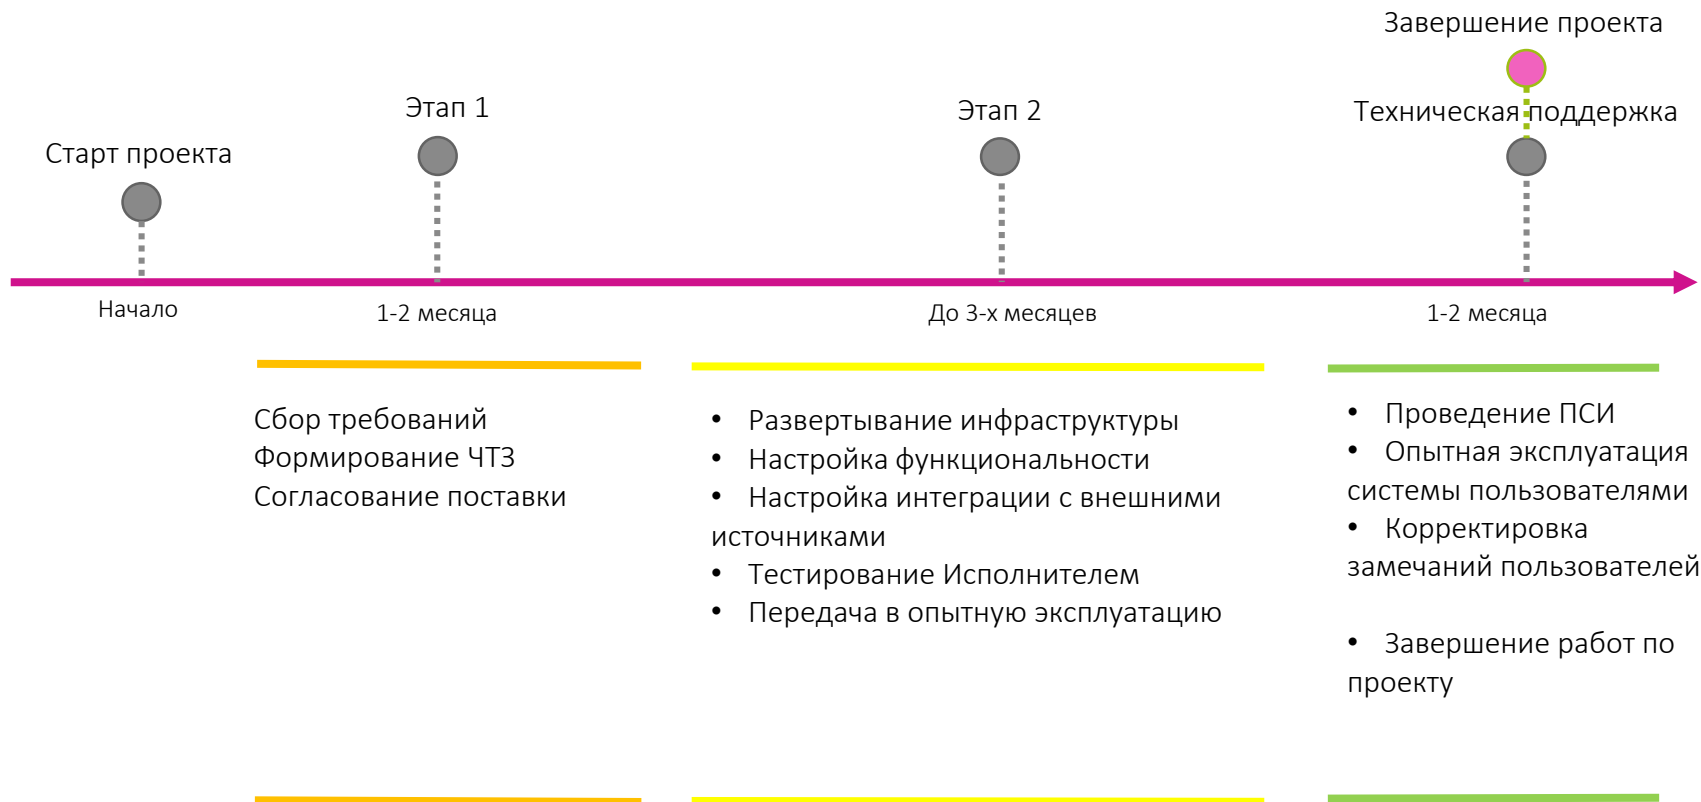 Завершение проекта
Этап 1
Этап 2
Техническая поддержка
Старт проекта
Начало
1-2 месяца
До 3-х месяцев
1-2 месяца
Сбор требований
Формирование ЧТЗ
Согласование поставки
• Развертывание инфраструктуры
• Настройка функциональности
• Настройка интеграции с внешними
источниками
• Тестирование Исполнителем
• Передача в опытную эксплуатацию
• Проведение ПСИ
• Опытная эксплуатация
системы пользователями
• Корректировка
замечаний пользователей
• Завершение работ по
проекту